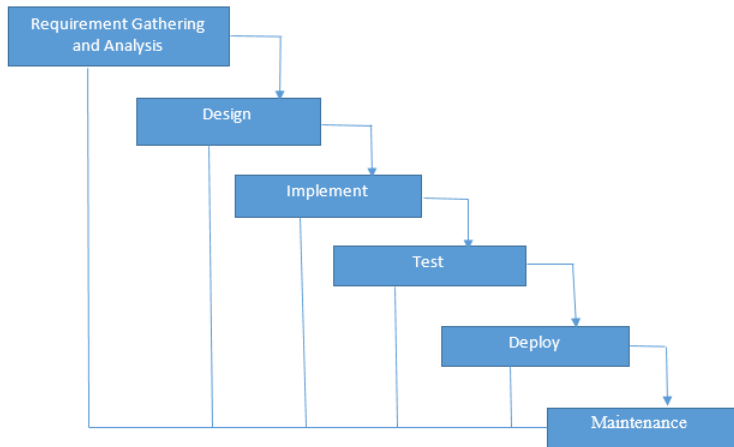 Requirement Gathering
and Analysis
Design
Implement
Test
Deploy
Maintenance